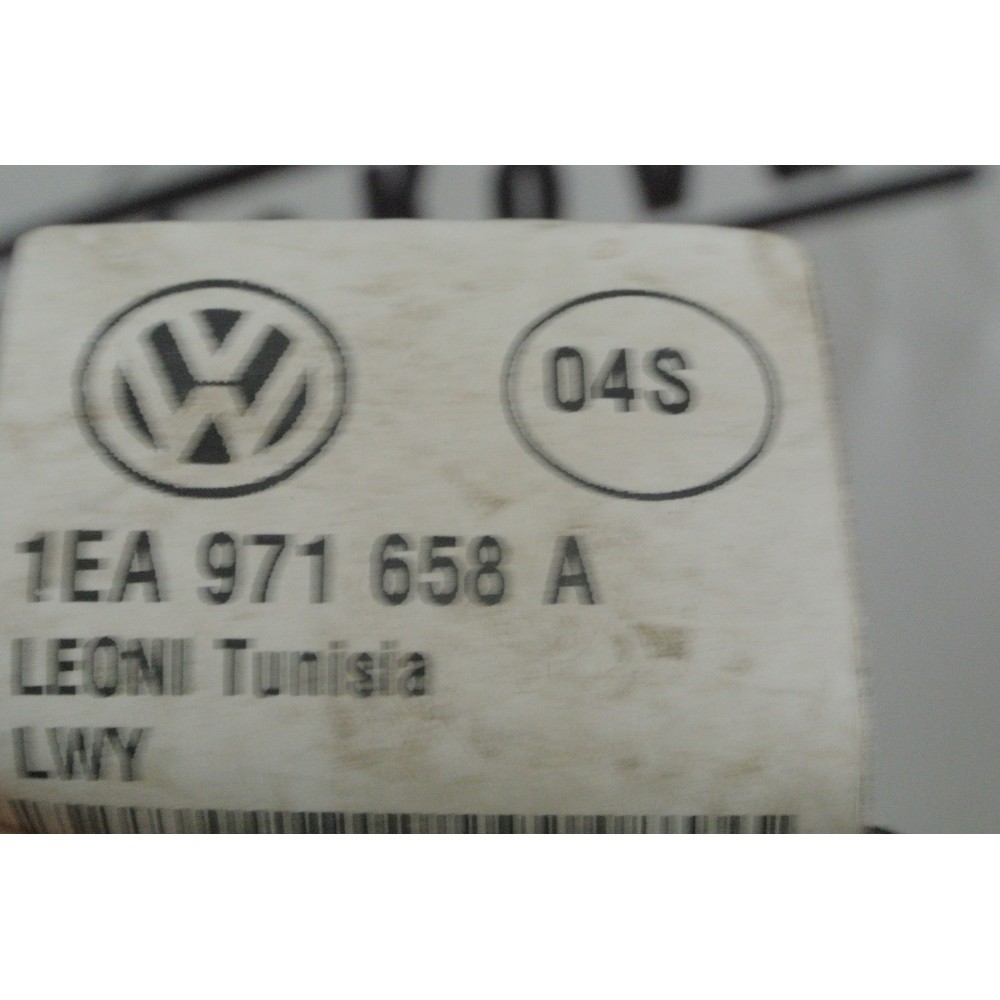 04S
1EA 971 658 A
LEONI Tunisia
LWY